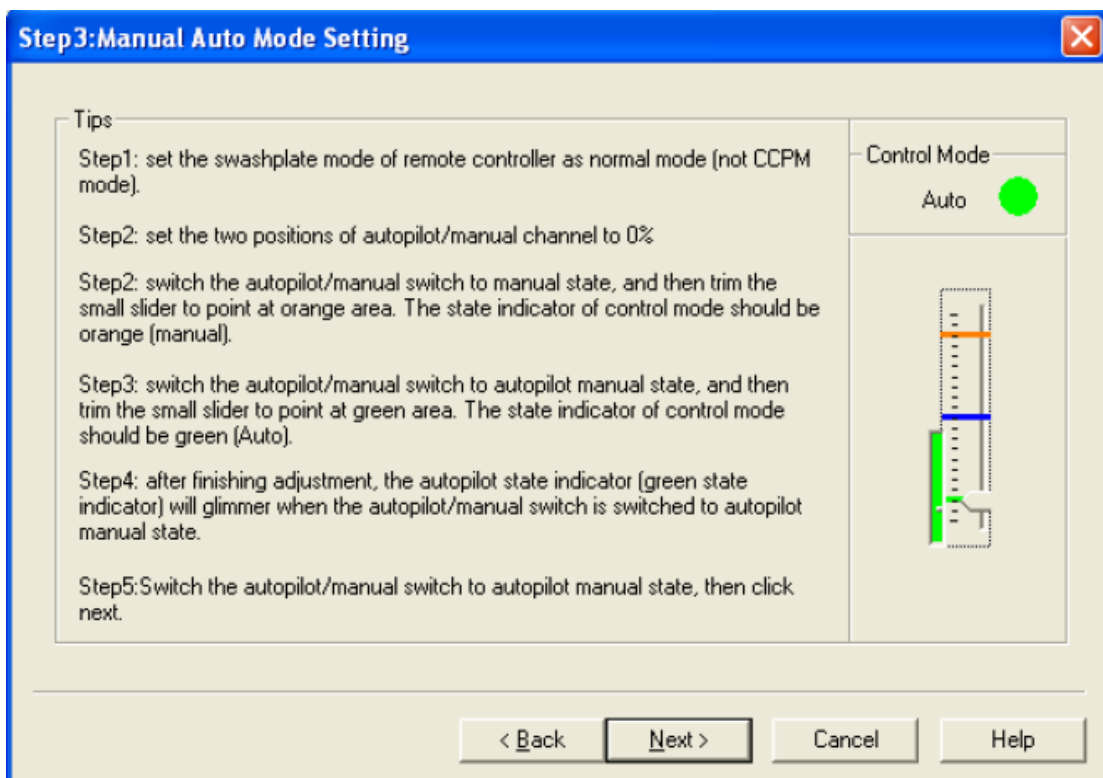 Step3:Manual Auto Mode Setting
Tips
Step1: set the swashplate mode of remote controller as normal mode (not CCPM
mode).
Step2: set the two positions of autopilot/manual channel to 0%
Step2: switch the autopilot/manual switch to manual state, and then trim the
small slider to point at orange area. The state indicator of control mode should be
orange (manual).
Step3: switch the autopilot/manual switch to autopilot manual state, and then
trim the small slider to point at green area. The state indicator of control mode
should be green (Auto).
Step4: after finishing adjustment, the autopilot state indicator (green state
indicator) will glimmer when the autopilot/manual switch is switched to autopilot
manual state.
Step5:Switch the autopilot/manual switch to autopilot manual state, then click
next.
Control Mode
Auto
< Back
Next >
Cancel
Help